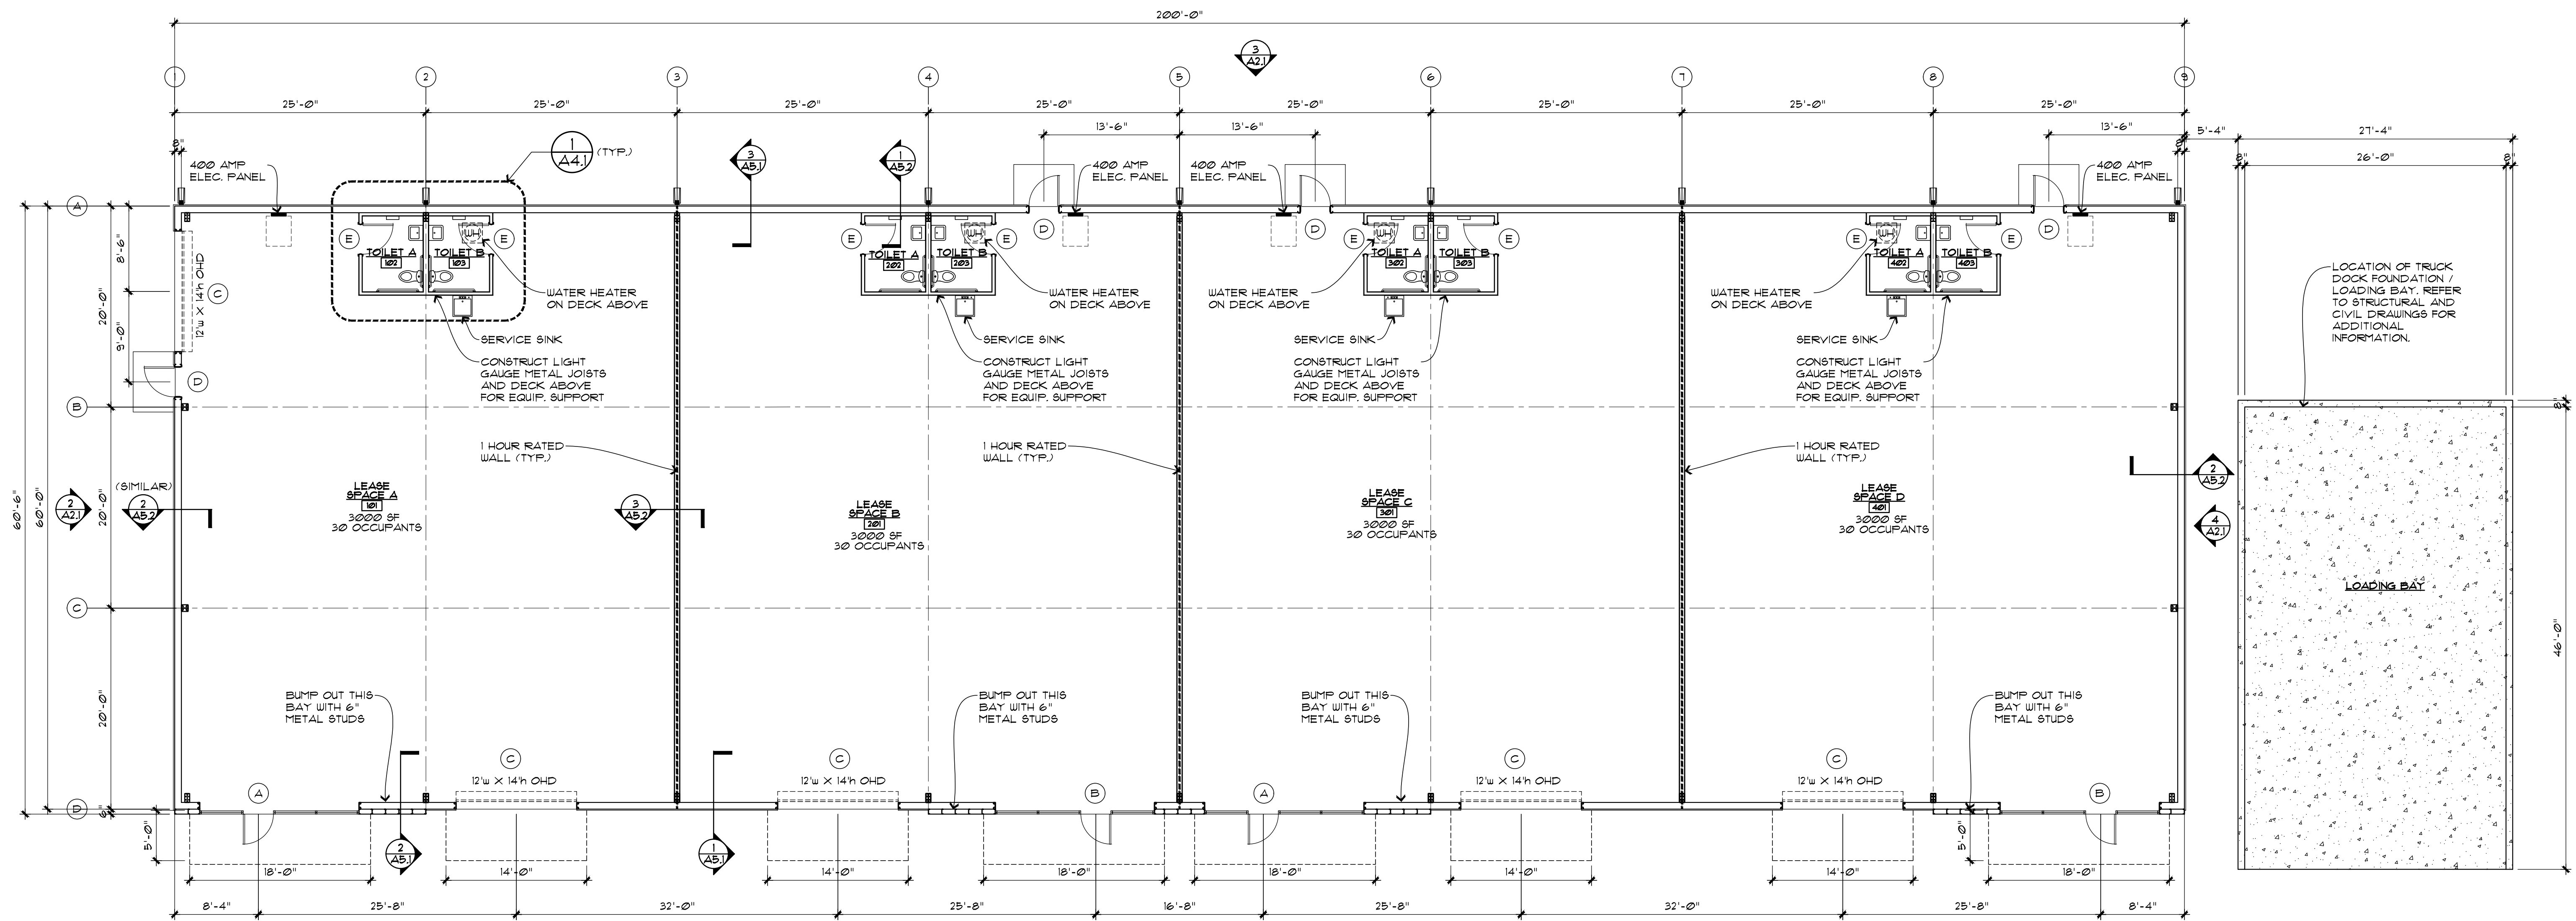 200'-0"
3
A2.1
1
2
3
4
5
6
7
8
9
25'-0"
25'-0"
25'-0"
25'-0"
25'-0"
25'-0"
25'-0"
25'-0"
13'-6"
13'-6"
13'-6"
5'-4"
27'-4"
8"
1
A4.1
(TYP.)
3
A5.1
1
A5.2
8"
8"
26'-0"
8"
400 AMP
ELEC. PANEL
400 AMP
ELEC. PANEL
400 AMP
ELEC. PANEL
400 AMP
ELEC. PANEL
A
B
C
D
60'-6"
60'-0"
20'-0"
20'-0"
20'-0"
8'-6"
9'-0"
6"
5'-0"
12'w X 14'h OHD
C
D
E
TOILET A
102
TOILET B
103
WH
E
E
TOILET A
202
TOILET B
203
WH
E
D
D
E
WH
TOILET A
302
TOILET B
303
E
E
WH
TOILET A
402
TOILET B
403
E
D
WATER HEATER
ON DECK ABOVE
WATER HEATER
ON DECK ABOVE
WATER HEATER
ON DECK ABOVE
WATER HEATER
ON DECK ABOVE
SERVICE SINK
SERVICE SINK
SERVICE SINK
SERVICE SINK
CONSTRUCT LIGHT
GAUGE METAL JOISTS
AND DECK ABOVE
FOR EQUIP. SUPPORT
CONSTRUCT LIGHT
GAUGE METAL JOISTS
AND DECK ABOVE
FOR EQUIP. SUPPORT
CONSTRUCT LIGHT
GAUGE METAL JOISTS
AND DECK ABOVE
FOR EQUIP. SUPPORT
CONSTRUCT LIGHT
GAUGE METAL JOISTS
AND DECK ABOVE
FOR EQUIP. SUPPORT
LOCATION OF TRUCK
DOCK FOUNDATION /
LOADING BAY. REFER
TO STRUCTURAL AND
CIVIL DRAWINGS FOR
ADDITIONAL
INFORMATION.
1 HOUR RATED
WALL (TYP.)
1 HOUR RATED
WALL (TYP.)
1 HOUR RATED
WALL (TYP.)
2
A2.1
(SIMILAR)
2
A5.2
3
A5.2
2
A5.2
4
A2.1
LEASE
SPACE A
101
3000 SF
30 OCCUPANTS
LEASE
SPACE B
201
3000 SF
30 OCCUPANTS
LEASE
SPACE C
301
3000 SF
30 OCCUPANTS
LEASE
SPACE D
401
3000 SF
30 OCCUPANTS
LOADING BAY
8"
46'-0"
BUMP OUT THIS
BAY WITH 6"
METAL STUDS
BUMP OUT THIS
BAY WITH 6"
METAL STUDS
BUMP OUT THIS
BAY WITH 6"
METAL STUDS
BUMP OUT THIS
BAY WITH 6"
METAL STUDS
C
12'w X 14'h OHD
C
12'w X 14'h OHD
C
12'w X 14'h OHD
C
12'w X 14'h OHD
A
B
A
B
2
A5.1
1
A5.1
5'-0"
18'-0"
14'-0"
14'-0"
18'-0"
18'-0"
14'-0"
14'-0"
18'-0"
8'-4"
25'-8"
32'-0"
25'-8"
16'-8"
25'-8"
32'-0"
25'-8"
8'-4"